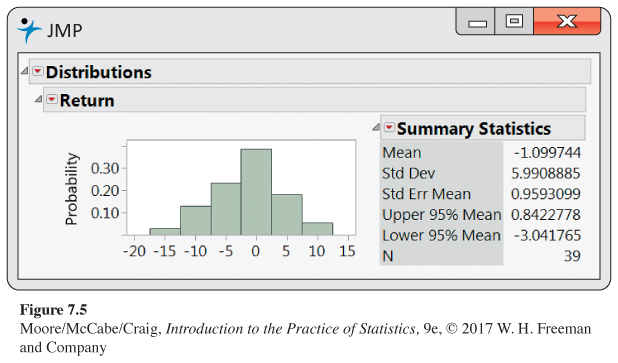 JMP
Distributions
Return
Probability
0.30
0.20
0.10
-20 -15 -10 -5 0 5 10 15
Summary Statistics
Mean -1.099744
Std Dev 5.9908885
Std Err Mean 0.9593099
Upper 95% Mean 0.8422778
Lower 95% Mean -3.041765
N 39
Figure 7.5
Moore/McCabe/Craig, Introduction to the Practice of Statistics, 9e, © 2017 W. H. Freeman
and Company